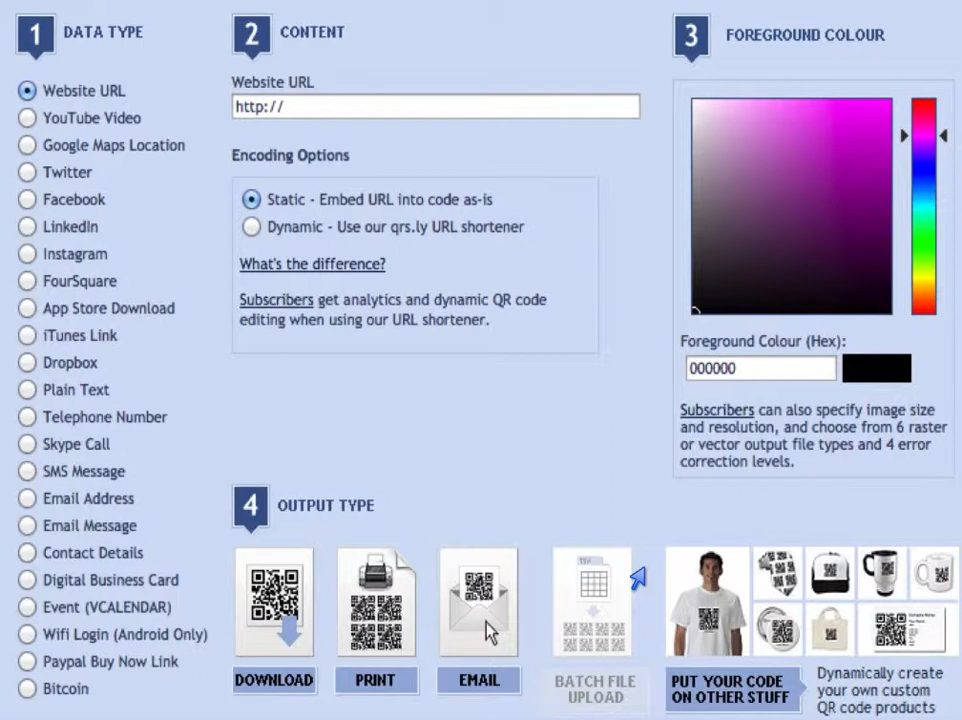 1 DATA TYPE
Website URL
YouTube Video
Google Maps Location
Twitter
Facebook
LinkedIn
Instagram
FourSquare
App Store Download
iTunes Link
Dropbox
Plain Text
Telephone Number
Skype Call
SMS Message
Email Address
Email Message
Contact Details
Digital Business Card
Event (VCALENDAR)
Wifi Login (Android Only)
Paypal Buy Now Link
Bitcoin
2 CONTENT
Website URL
http://
Encoding Options
Static - Embed URL into code as-is
Dynamic - Use our qrs.ly URL shortener
What's the difference?
Subscribers get analytics and dynamic QR code
editing when using our URL shortener.
3 FOREGROUND COLOUR
Foreground Colour (Hex):
000000
Subscribers can also specify image size
and resolution, and choose from 6 raster
or vector output file types and 4 error
correction levels.
4 OUTPUT TYPE
DOWNLOAD
PRINT
EMAIL
BATCH FILE
UPLOAD
PUT YOUR CODE
ON OTHER STUFF
Dynamically create
your own custom
QR code products